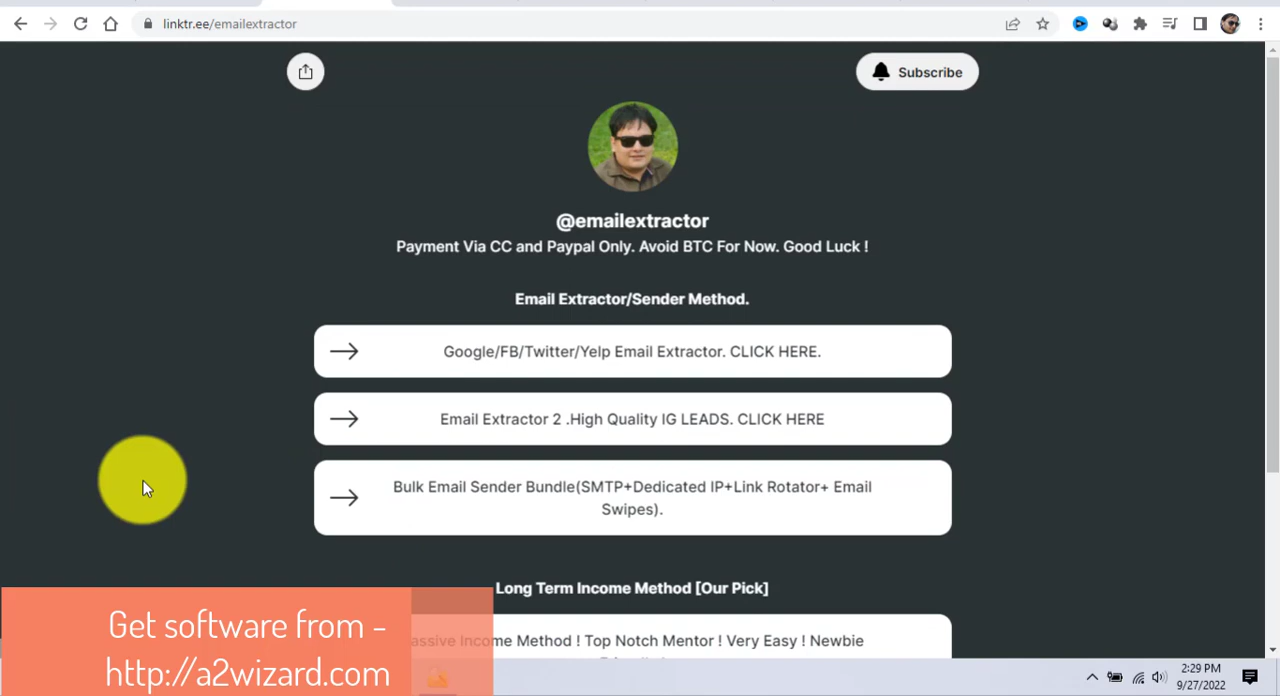 linktr.ee/emailextractor
Subscribe
@emailextractor
Payment Via CC and Paypal Only. Avoid BTC For Now. Good Luck !
Email Extractor/Sender Method.
Google/FB/Twitter/Yelp Email Extractor. CLICK HERE.
Email Extractor 2 .High Quality IG LEADS. CLICK HERE
Bulk Email Sender Bundle(SMTP+Dedicated IP+Link Rotator+ Email
Swipes).
Long Term Income Method [Our Pick]
assive Income Method ! Top Notch Mentor ! Very Easy ! Newbie
Get software from -
http://a2wizard.com
2:29 PM
9/27/2022